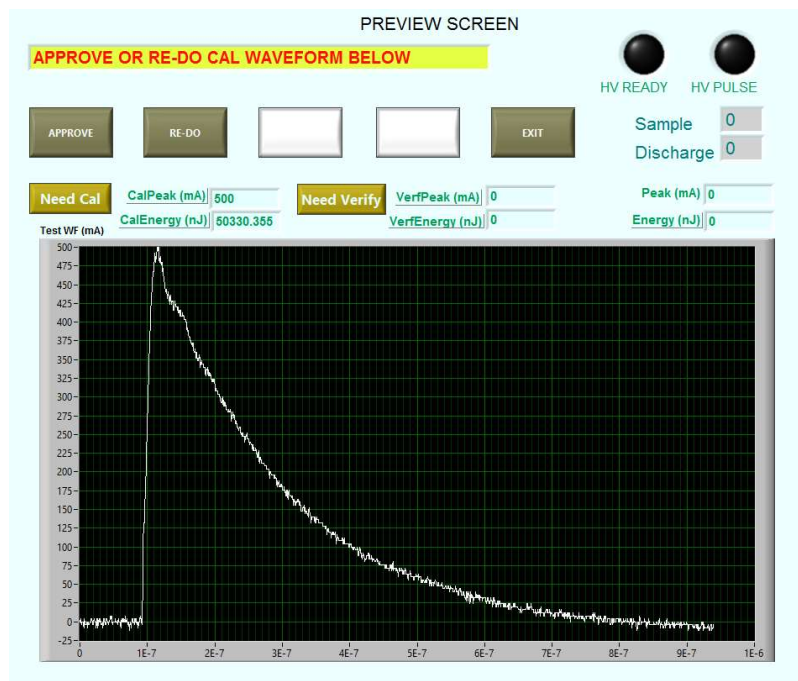 PREVIEW SCREEN
APPROVE OR RE-DO CAL WAVEFORM BELOW
HV READY HV PULSE
APPROVE RE-DO EXIT
Sample 0
Discharge 0
Need Cal CalPeak (mA) 500 Need Verify VerfPeak (mA) 0 Peak (mA) 0
CalEnergy (nJ) 50330.355 VerfEnergy (nJ) 0 Energy (nJ) 0
Test WF (mA)
500
475
450
425
400
375
350
325
300
275
250
225
200
175
150
125
100
75
50
25
0
-25
0 1E-7 2E-7 3E-7 4E-7 5E-7 6E-7 7E-7 8E-7 9E-7 1E-6